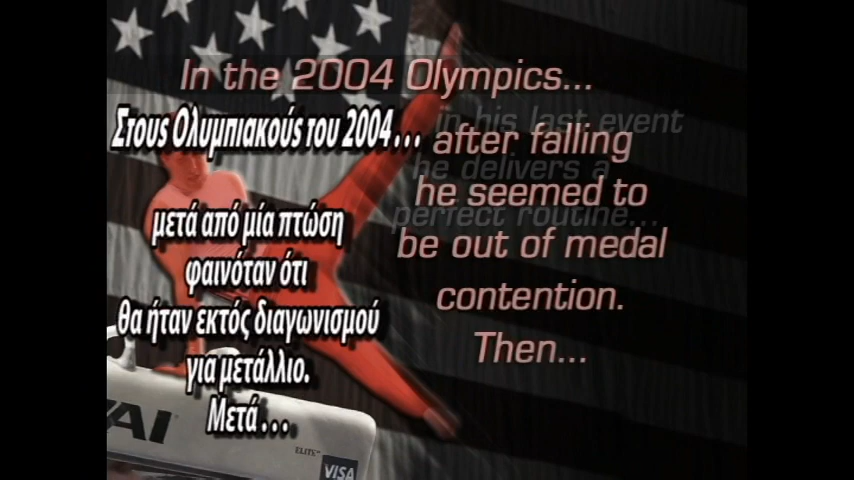 In the 2004 Olympics...
Στους Ολυμπιακούς του 2004...
in his last event
after falling
he delivers a
he seemed to
perfect routine...
be out of medal
contention.
Then...
μετά από μία πτώση
φαινόταν ότι
θα ήταν εκτός διαγωνισμού
για μετάλλιο.
Μετά...
AI
ELITE
VISA